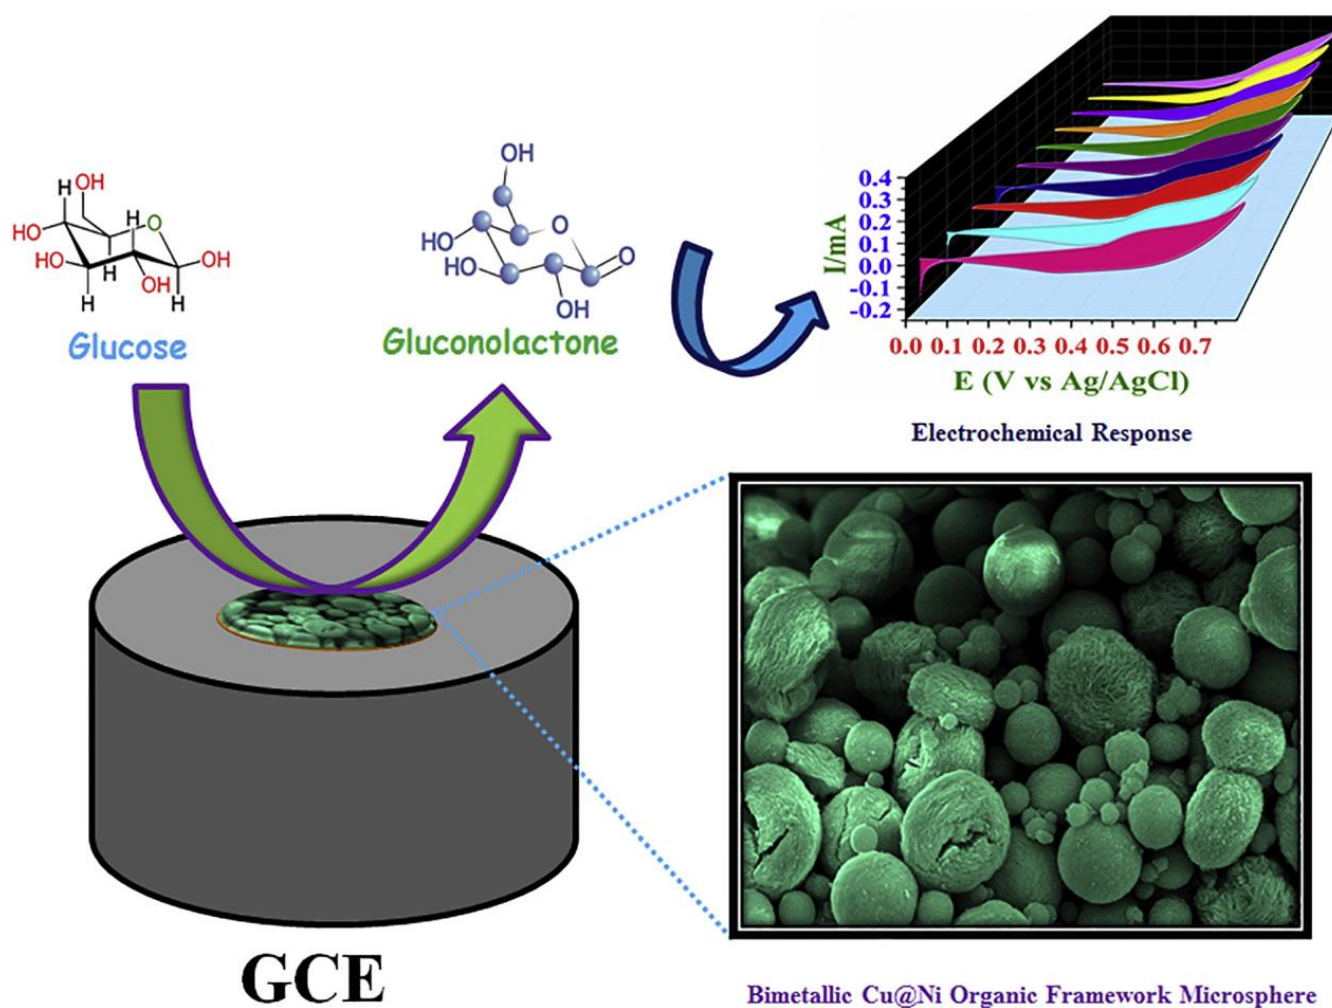 OH
H
O
H
HO
HO
OH
H
OH
H
Glucose
OH
HO
O
HO
O
OH
Gluconolactone
0.4
0.3
0.2
0.1
0.0
-0.1
-0.2
I/mA
0.0 0.1 0.2 0.3 0.4 0.5 0.6 0.7
E (V vs Ag/AgCl)
Electrochemical Response
GCE
Bimetallic Cu@Ni Organic Framework Microsphere